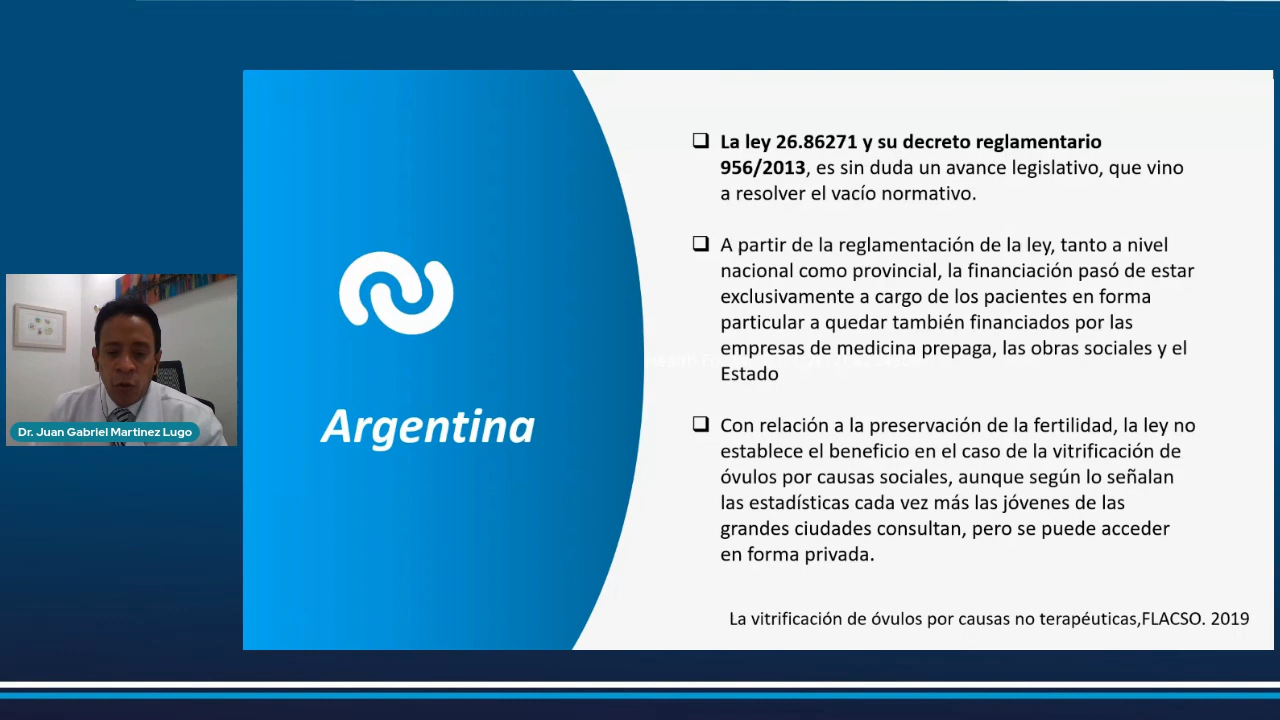 La ley 26.86271 y su decreto reglamentario
956/2013, es sin duda un avance legislativo, que vino
a resolver el vacío normativo.
A partir de la reglamentación de la ley, tanto a nivel
nacional como provincial, la financiación pasó de estar
exclusivamente a cargo de los pacientes en forma
particular a quedar también financiados por las
empresas de medicina prepaga, las obras sociales y el
Estado
Con relación a la preservación de la fertilidad, la ley no
establece el beneficio en el caso de la vitrificación de
óvulos por causas sociales, aunque según lo señalan
las estadísticas cada vez más las jóvenes de las
grandes ciudades consultan, pero se puede acceder
en forma privada.
La vitrificación de óvulos por causas no terapéuticas,FLACSO. 2019
Argentina
Dr. Juan Gabriel Martinez Lugo